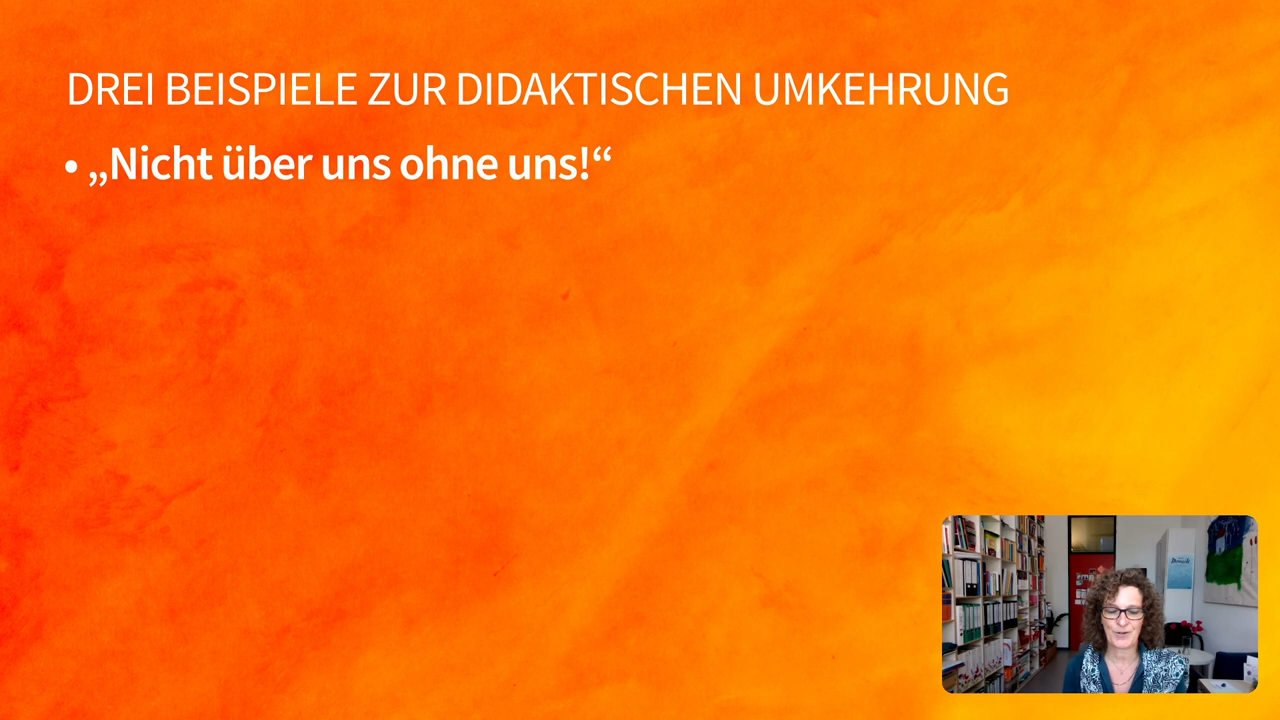 DREI BEISPIELE ZUR DIDAKTISCHEN UMKEHRUNG
• „Nicht über uns ohne uns!“